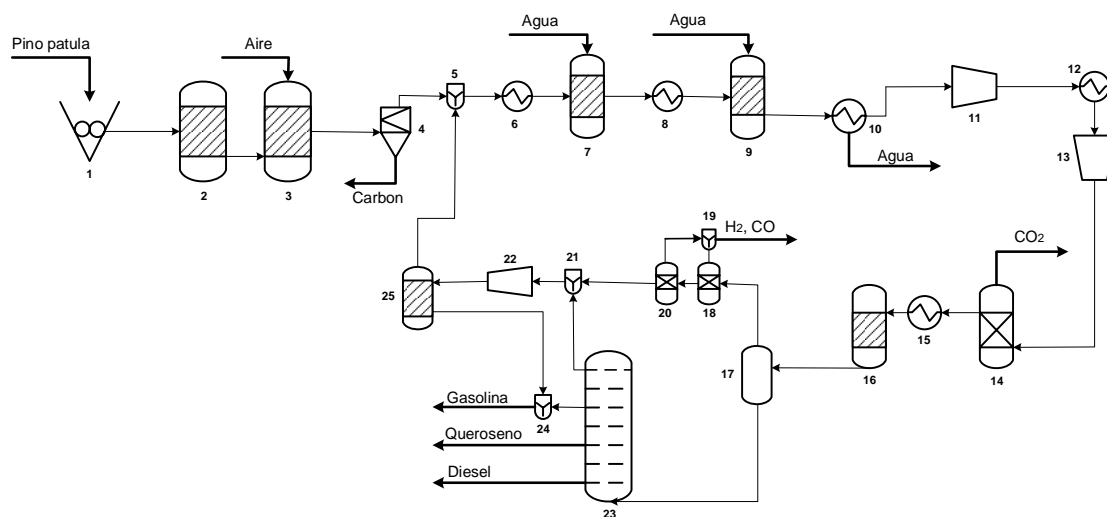 Pino patula
Aire
Agua
Agua
1
2
3
4
5
6
7
8
9
10
11
12
13
Carbon
Agua
19
H2, CO
CO2
22
21
20
18
25
17
16
15
14
Gasolina
24
Queroseno
Diesel
23